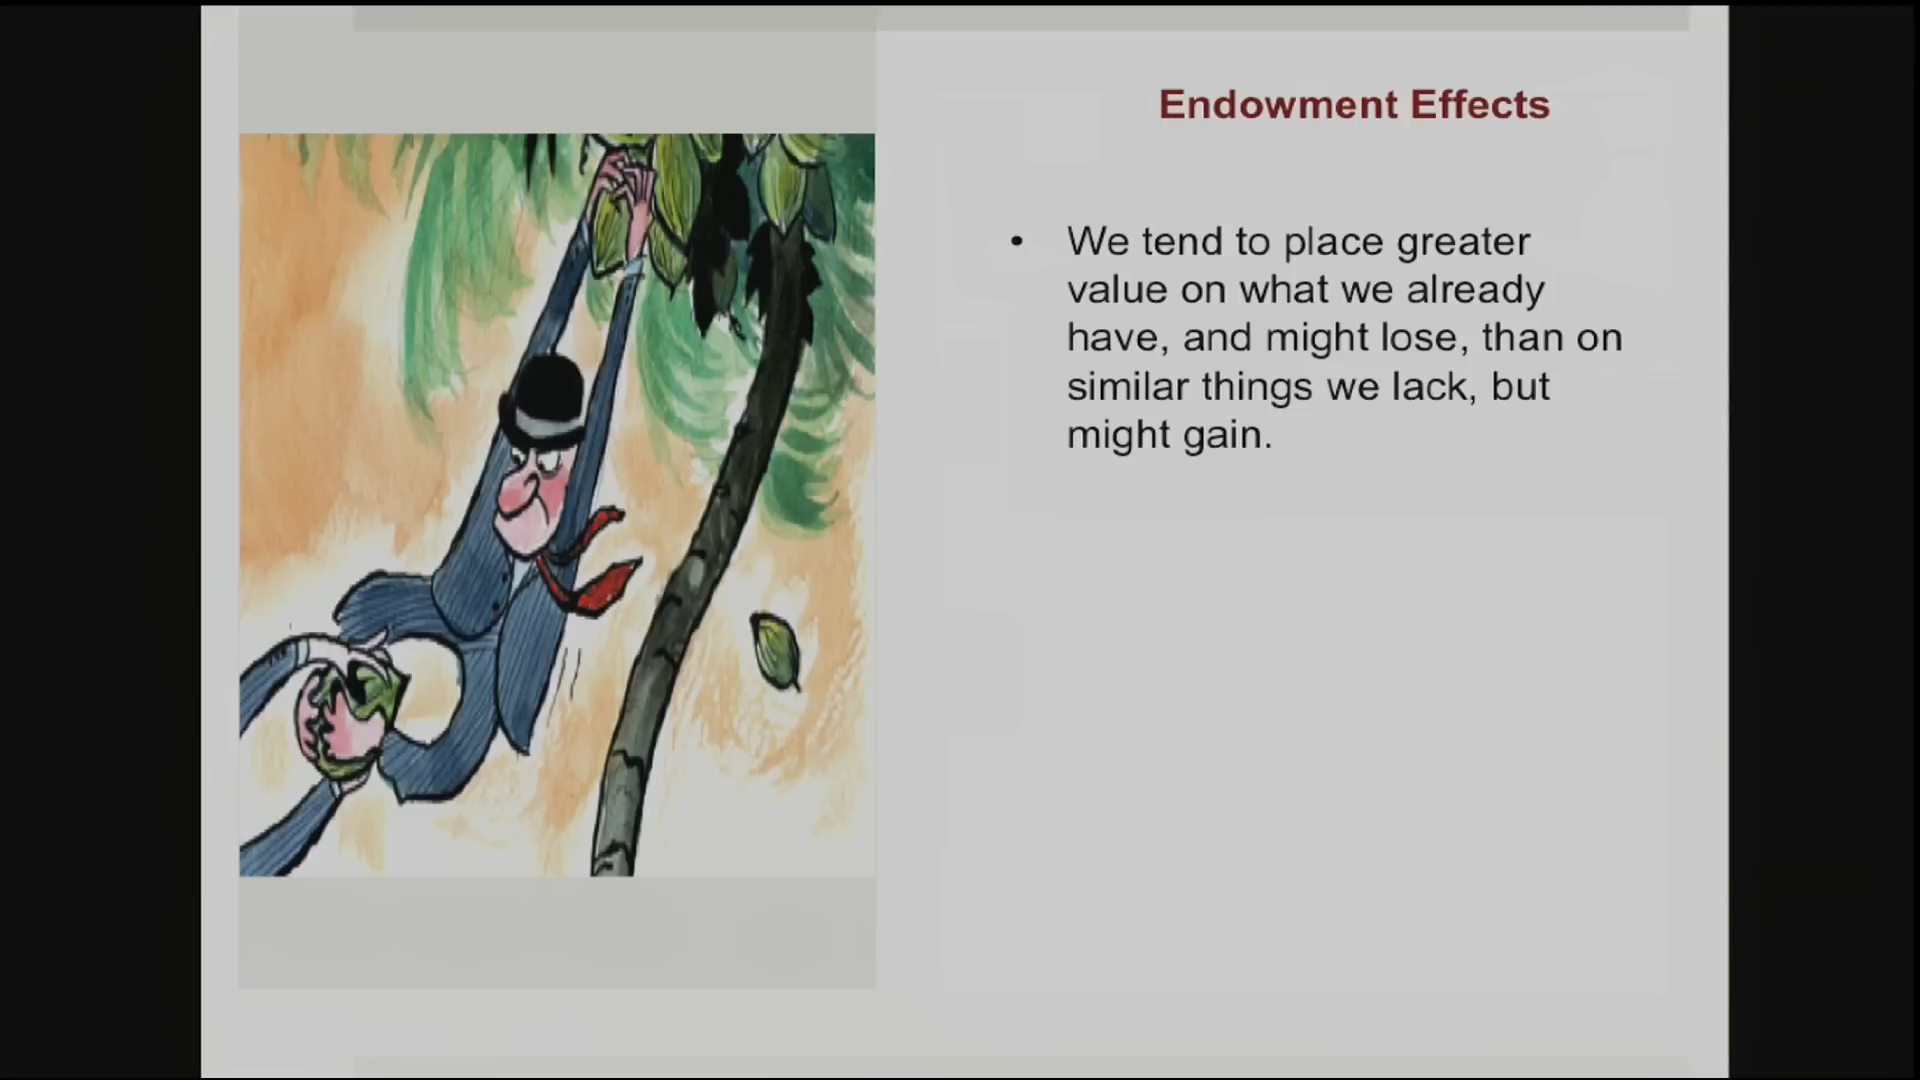 Endowment Effects
• We tend to place greater
value on what we already
have, and might lose, than on
similar things we lack, but
might gain.